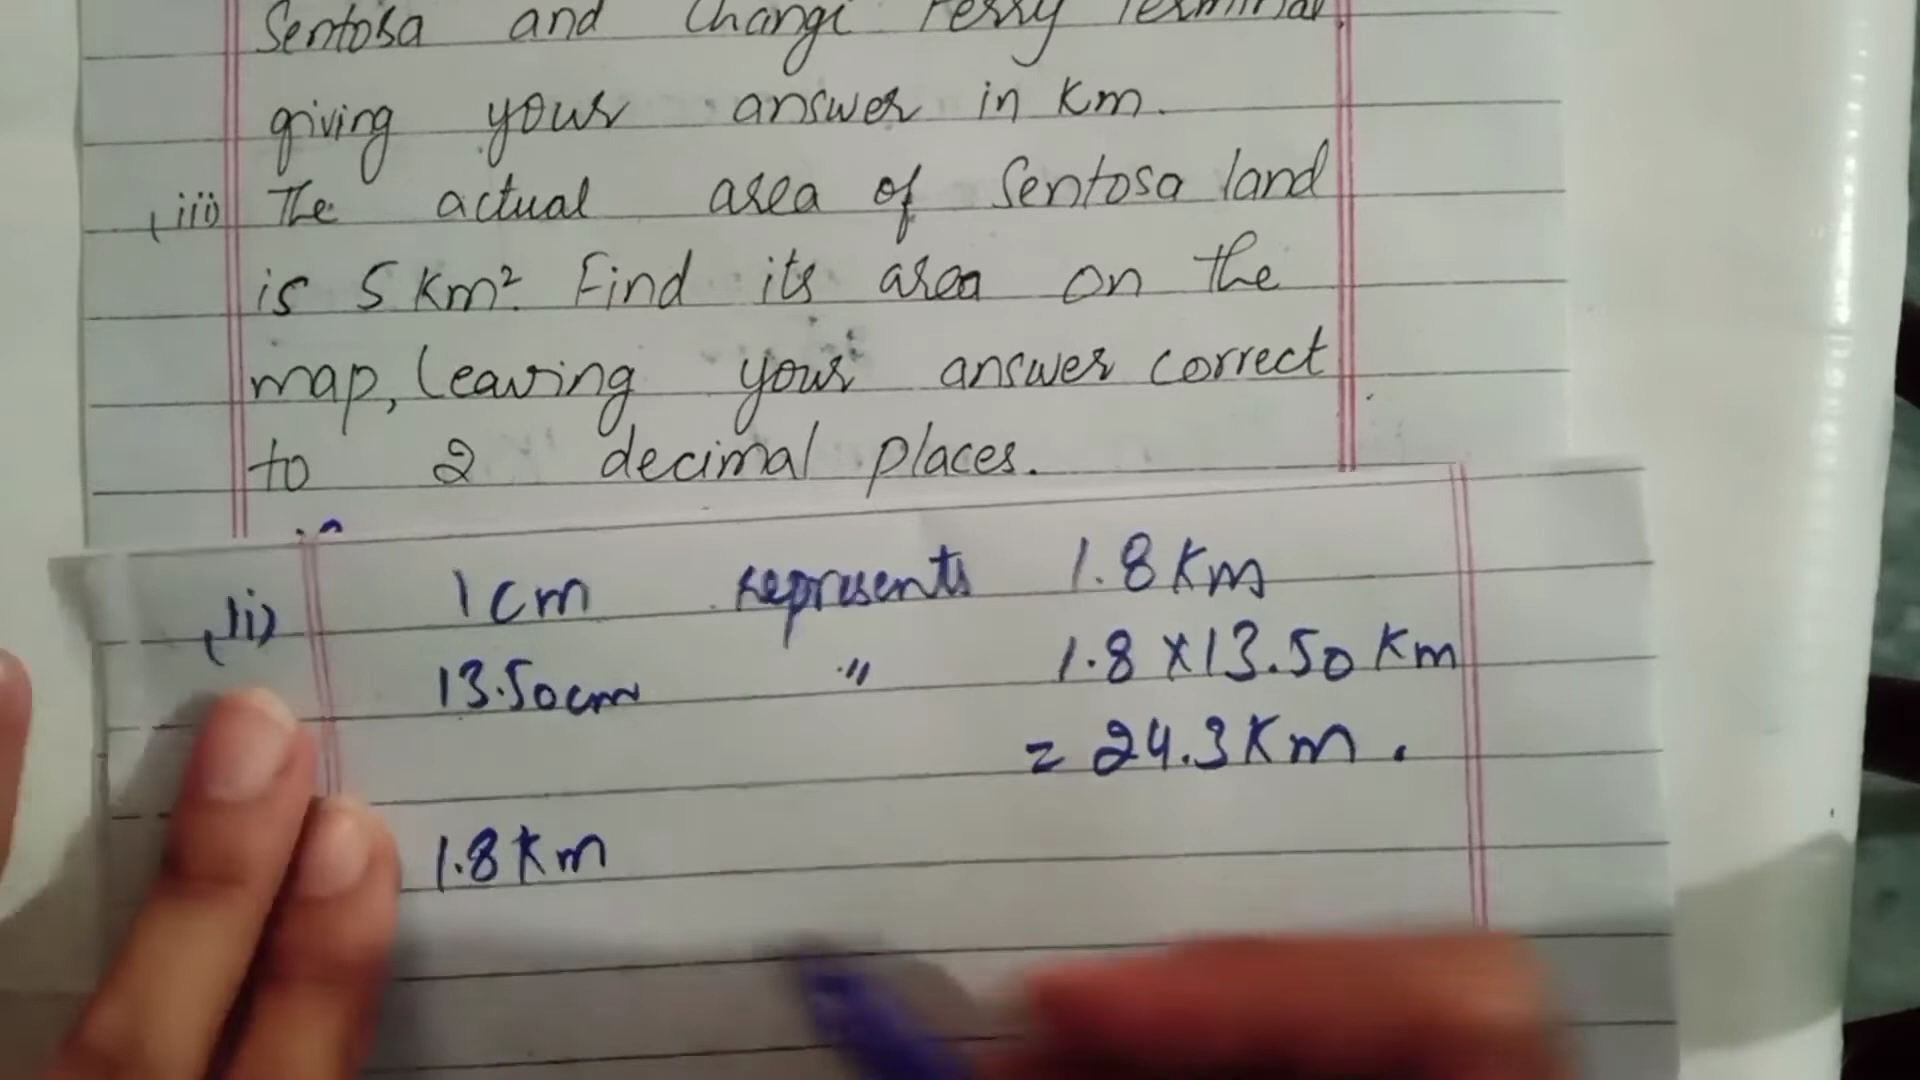 Sentosa and Changi Ferry Terminal,
giving your answer in Km.
(iii) The actual area of Sentosa land
is 5 Km². Find its area on the
map, leaving your answer correct
to 2 decimal places.
(ii) 1 cm represents 1.8 Km
13.50 cm " 1.8 × 13.50 Km
= 24.3 Km.
1.8 Km